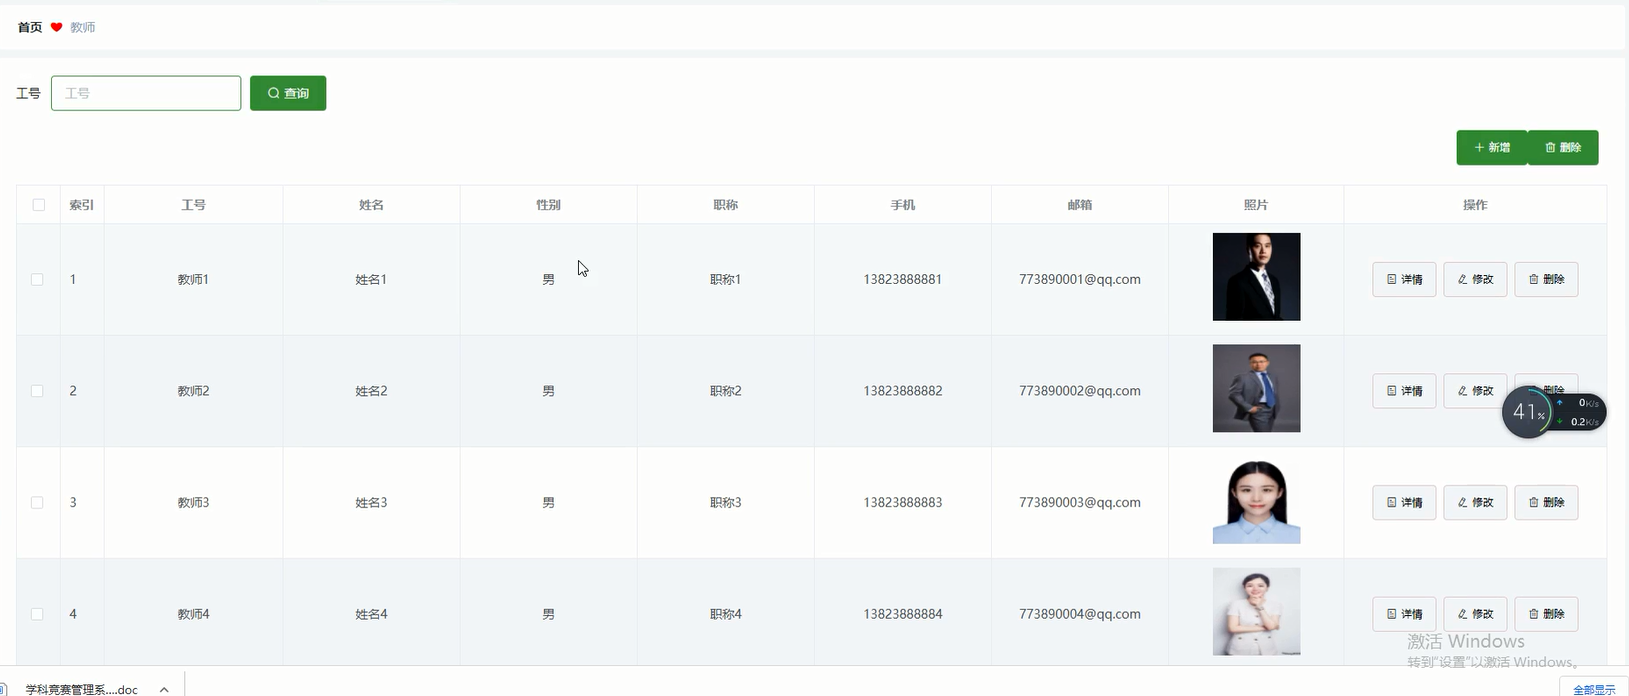 首页 教师
工号 工号 查询
新增 删除
索引 工号 姓名 性别 职称 手机 邮箱 照片 操作
1 教师1 姓名1 男 职称1 13823888881 773890001@qq.com 详情 修改 删除
2 教师2 姓名2 男 职称2 13823888882 773890002@qq.com 详情 修改 删除
41% 0K/s
0.2K/s
3 教师3 姓名3 男 职称3 13823888883 773890003@qq.com 详情 修改 删除
4 教师4 姓名4 男 职称4 13823888884 773890004@qq.com 详情 修改 删除
激活 Windows
转到"设置"以激活 Windows。
学科竞赛管理系....doc 全部显示